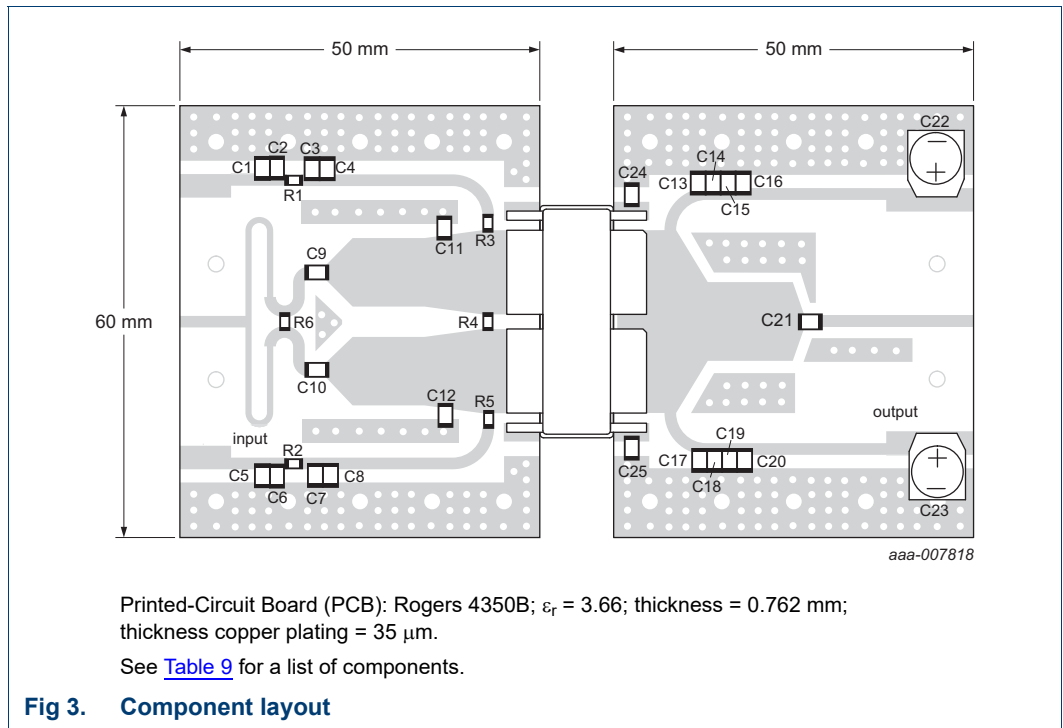 50 mm
50 mm
60 mm
C1
C2
C3
C4
R1
C11
R3
C9
R6
R4
C10
C12
R5
input
R2
C5
C6
C7
C8
C24
C13
C14
C15
C16
C22
C21
output
C25
C17
C18
C19
C20
C23
aaa-007818
Printed-Circuit Board (PCB): Rogers 4350B; εr = 3.66; thickness = 0.762 mm;
thickness copper plating = 35 μm.
See Table 9 for a list of components.
Fig 3. Component layout